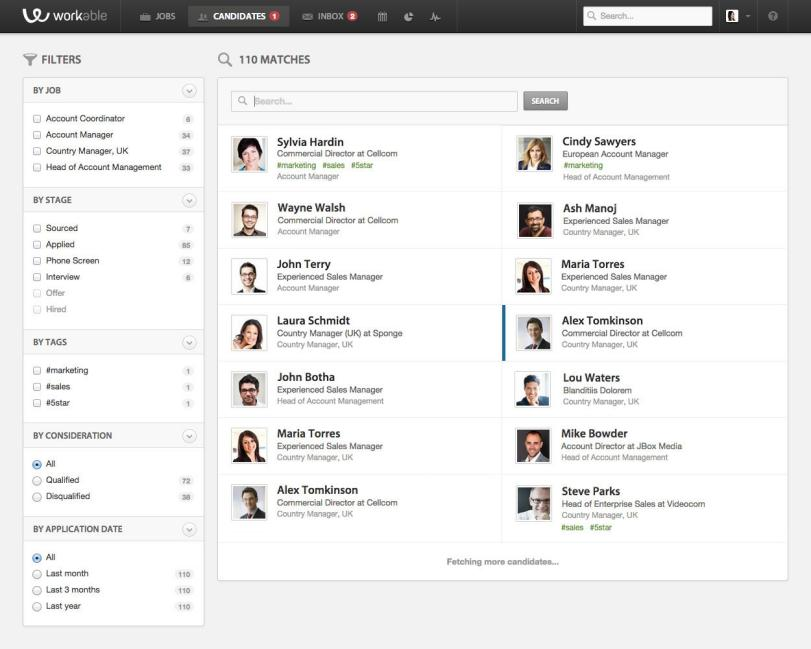 workable
JOBS
CANDIDATES 1
INBOX 2
Search...
?
FILTERS
BY JOB
Account Coordinator 6
Account Manager 34
Country Manager, UK 37
Head of Account Management 33
BY STAGE
Sourced 7
Applied 85
Phone Screen 12
Interview 6
Offer
Hired
BY TAGS
#marketing 1
#sales 1
#5star 1
BY CONSIDERATION
All
Qualified 72
Disqualified 38
BY APPLICATION DATE
All
Last month 110
Last 3 months 110
Last year 110
110 MATCHES
Search...
SEARCH
Sylvia Hardin
Commercial Director at Cellcom
#marketing #sales #5star
Account Manager
Cindy Sawyers
European Account Manager
#marketing
Head of Account Management
Wayne Walsh
Commercial Director at Cellcom
Account Manager
Ash Manoj
Experienced Sales Manager
Country Manager, UK
John Terry
Experienced Sales Manager
Account Manager
Maria Torres
Experienced Sales Manager
Country Manager, UK
Laura Schmidt
Country Manager (UK) at Sponge
Country Manager, UK
Alex Tomkinson
Commercial Director at Cellcom
Country Manager, UK
John Botha
Experienced Sales Manager
Head of Account Management
Lou Waters
Blanditiis Dolorem
Country Manager, UK
Maria Torres
Experienced Sales Manager
Country Manager, UK
Mike Bowder
Account Director at JBox Media
Head of Account Management
Alex Tomkinson
Commercial Director at Cellcom
Country Manager, UK
Steve Parks
Head of Enterprise Sales at Videocom
Country Manager, UK
#sales #5star
Fetching more candidates...